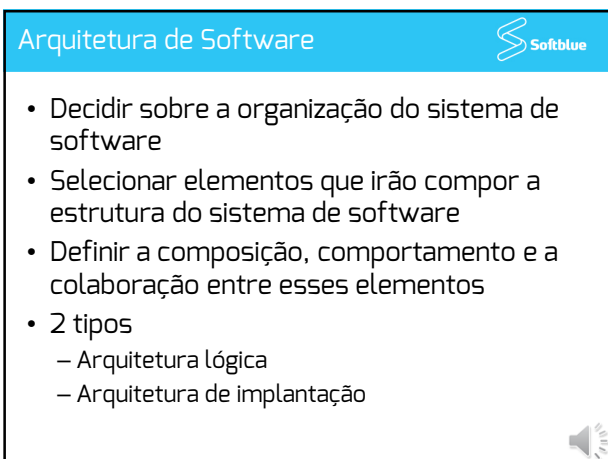 Arquitetura de Software
Softblue
• Decidir sobre a organização do sistema de
software
• Selecionar elementos que irão compor a
estrutura do sistema de software
• Definir a composição, comportamento e a
colaboração entre esses elementos
• 2 tipos
– Arquitetura lógica
– Arquitetura de implantação